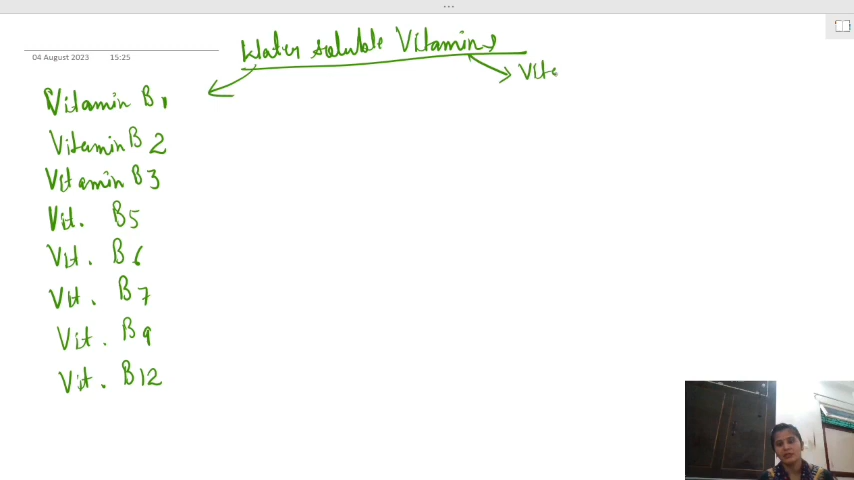 Water soluble Vitamins
04 August 2023 15:25
Vita
Vitamin B1
Vitamin B2
Vitamin B3
Vit. B5
Vit. B6
Vit. B7
Vit. B9
Vit. B12